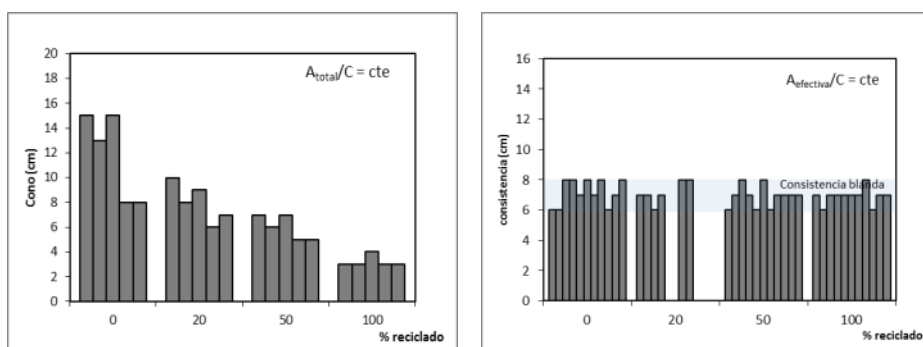 A_total/C = cte
Cono (cm)
20
18
16
14
12
10
8
6
4
2
0
0 20 50 100
% reciclado
A_efectiva/C = cte
consistencia (cm)
16
14
12
10
8
6
4
2
0
Consistencia blanda
0 20 50 100
% reciclado